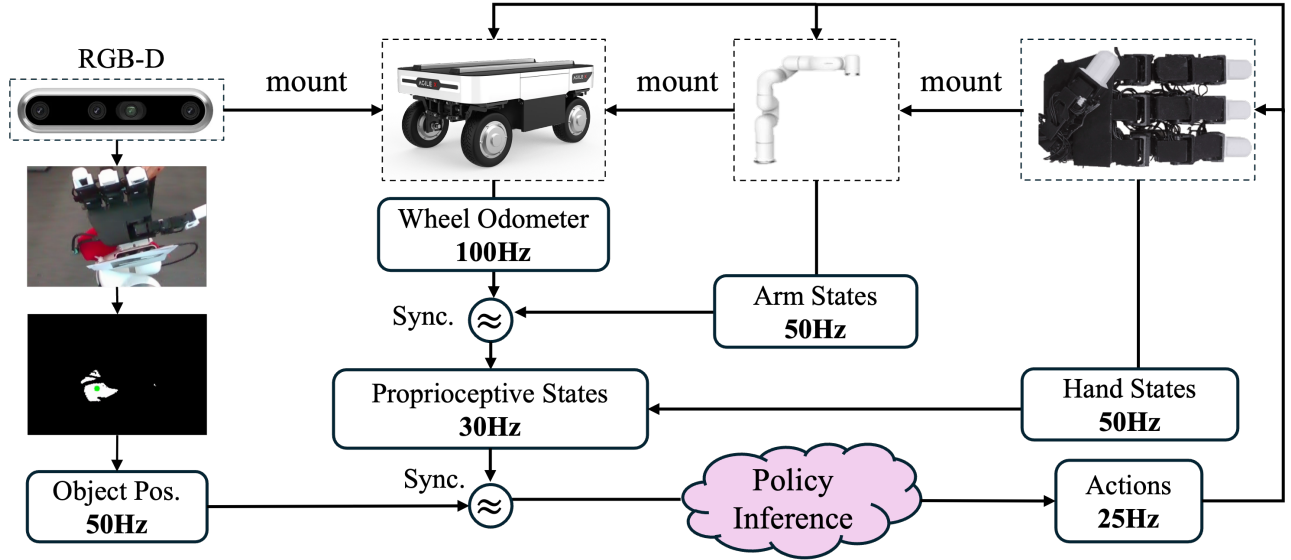 RGB-D
mount
mount
mount
AGILE
Wheel Odometer
100Hz
Arm States
50Hz
Sync.
≈
Proprioceptive States
30Hz
Hand States
50Hz
Sync.
≈
Object Pos.
50Hz
Policy
Inference
Actions
25Hz